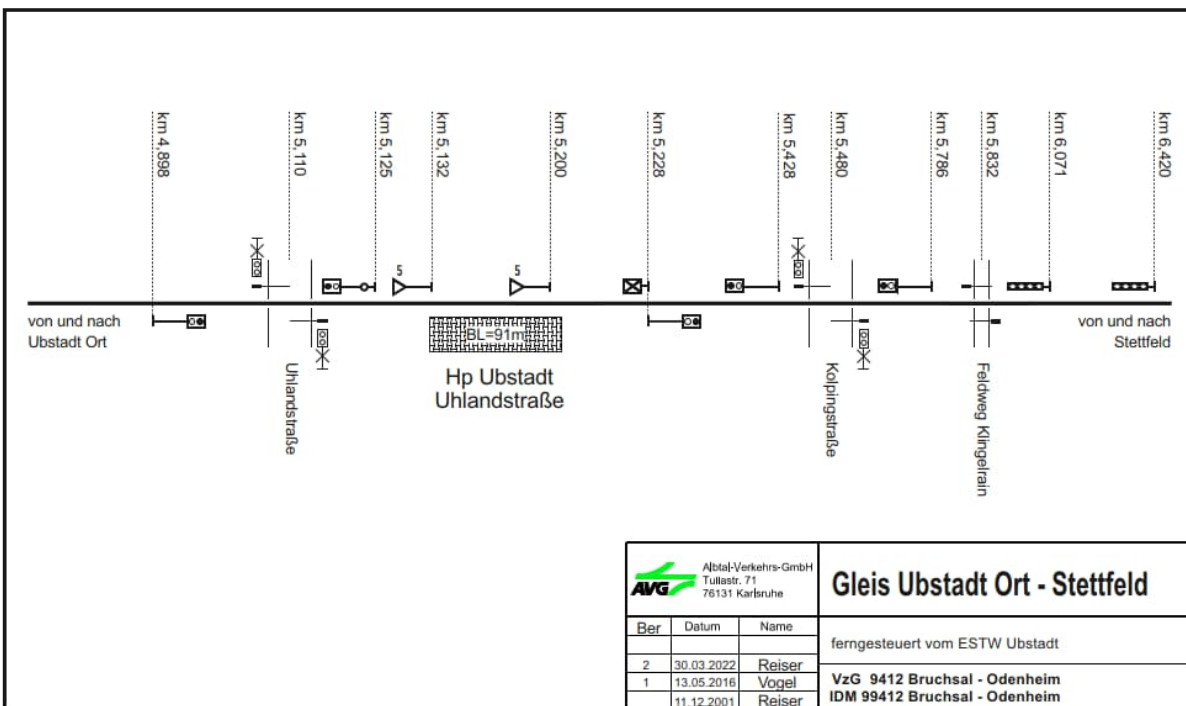 km 4,898
km 5,110
km 5,125
km 5,132
km 5,200
km 5,228
km 5,428
km 5,480
km 5,786
km 5,832
km 6,071
km 6,420
5
5
von und nach
Ubstadt Ort
BL=91m
von und nach
Stettfeld
Uhlandstraße
Hp Ubstadt
Uhlandstraße
Kolpingstraße
Feldweg Klingelrain
AVG
Albtal-Verkehrs-GmbH
Tullastr. 71
76131 Karlsruhe
Gleis Ubstadt Ort - Stettfeld
Ber Datum Name
ferngesteuert vom ESTW Ubstadt
2 30.03.2022 Reiser
1 13.05.2016 Vogel
11.12.2001 Reiser
VzG 9412 Bruchsal - Odenheim
IDM 99412 Bruchsal - Odenheim